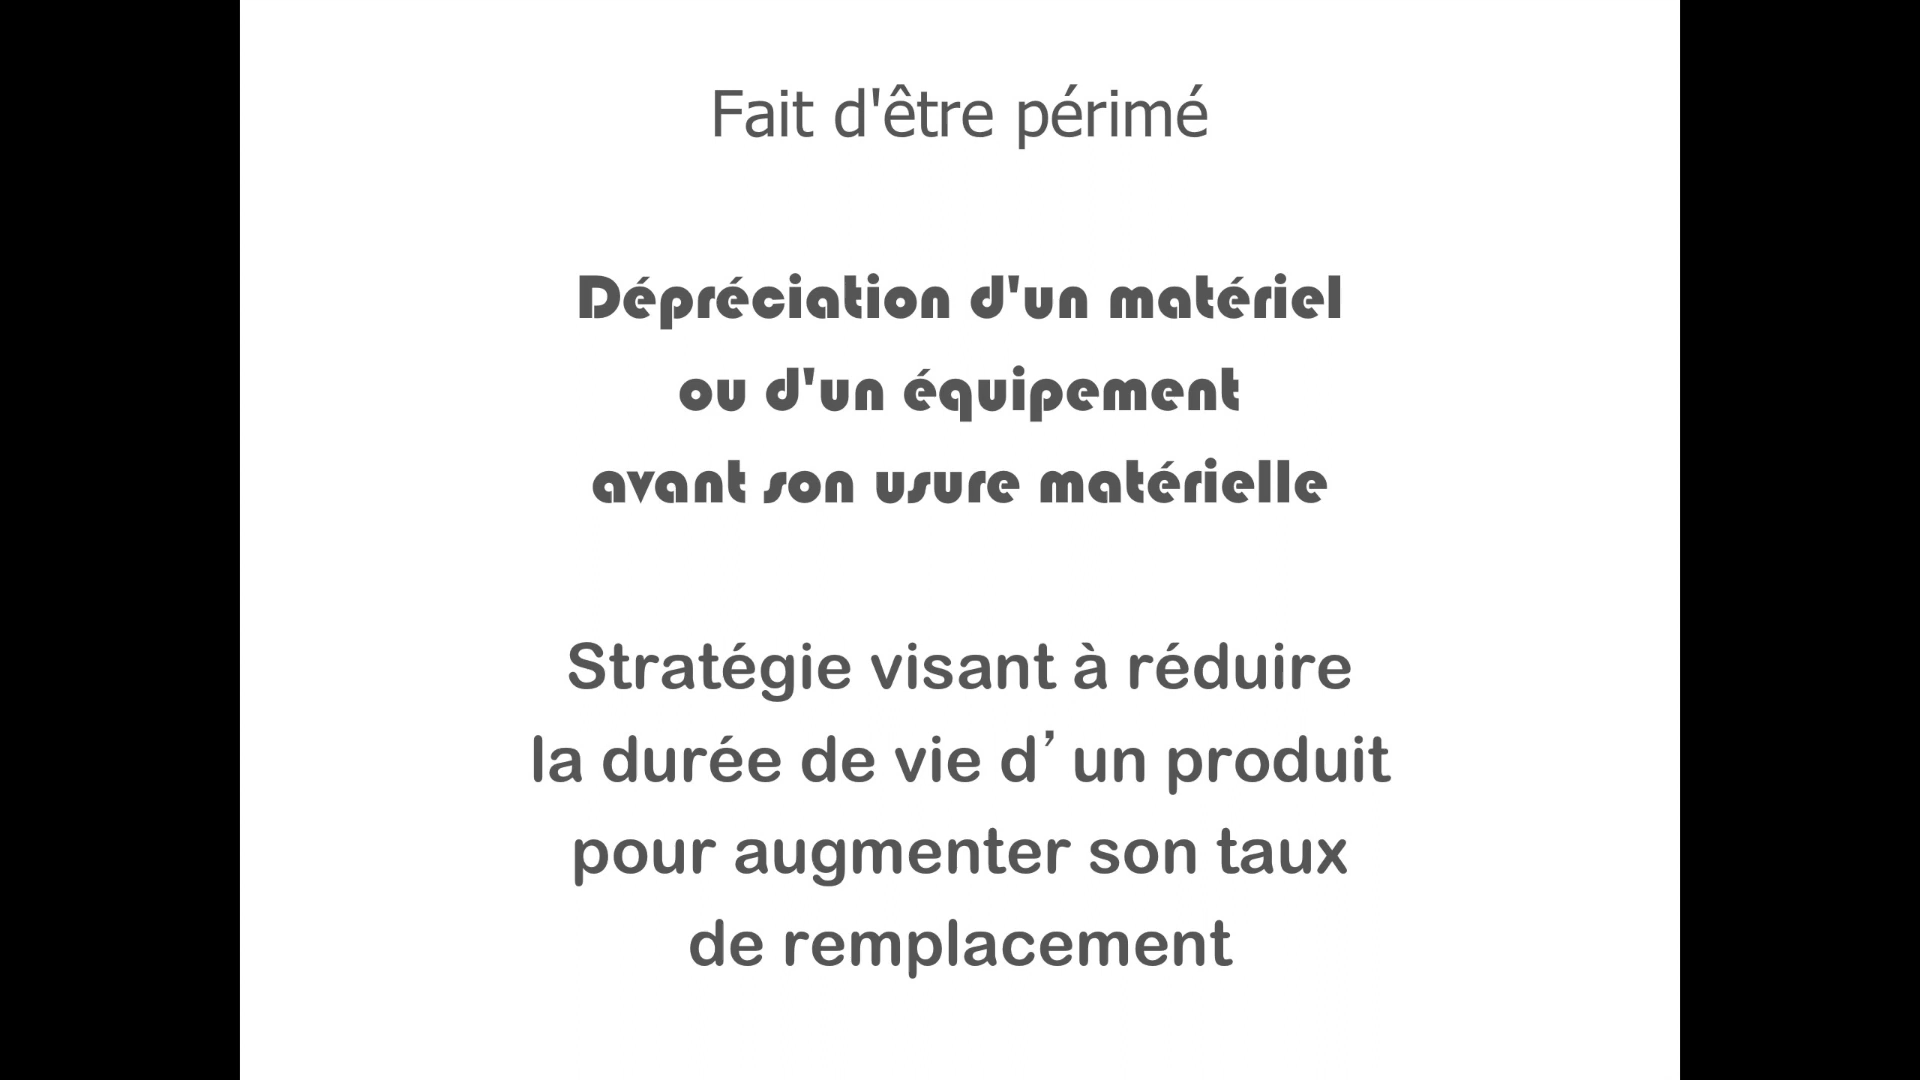 Fait d'être périmé
Dépréciation d'un matériel
ou d'un équipement
avant son usure matérielle
Stratégie visant à réduire
la durée de vie d’ un produit
pour augmenter son taux
de remplacement